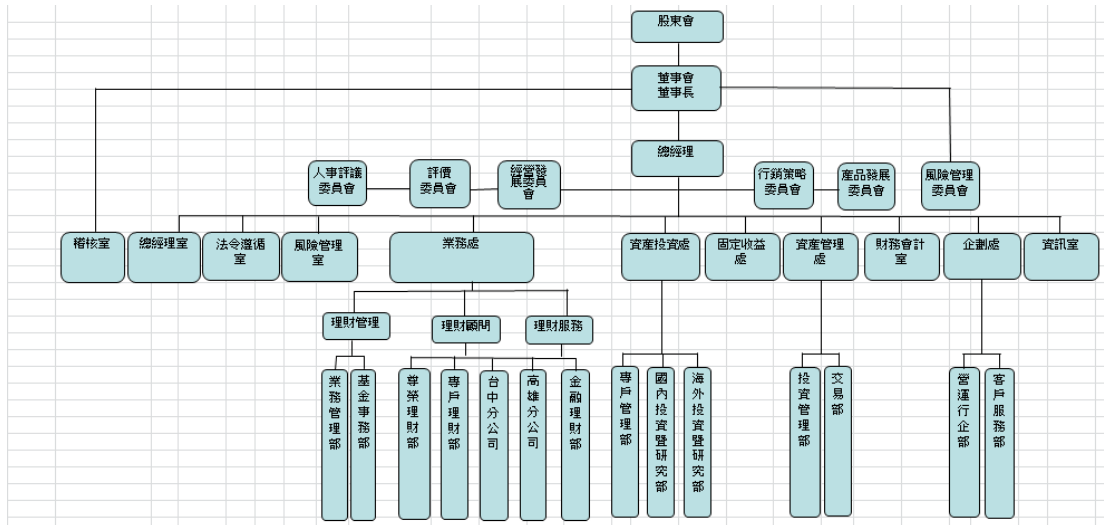 股東會
董事會
董事長
總經理
人事評議
委員會
評價
委員會
經營發
展委員
會
行銷策略
委員會
產品發展
委員會
風險管理
委員會
稽核室
總經理室
法令遵循
室
風險管理
室
業務處
資產投資處
固定收益
處
資產管理
處
財務會計
室
企劃處
資訊室
理財管理
理財顧問
理財服務
業務管理部
基金事務部
尊榮理財部
專戶理財部
台中分公司
高雄分公司
金融理財部
專戶管理部
國內投資暨研究部
海外投資暨研究部
投資管理部
交易部
營運行企部
客戶服務部